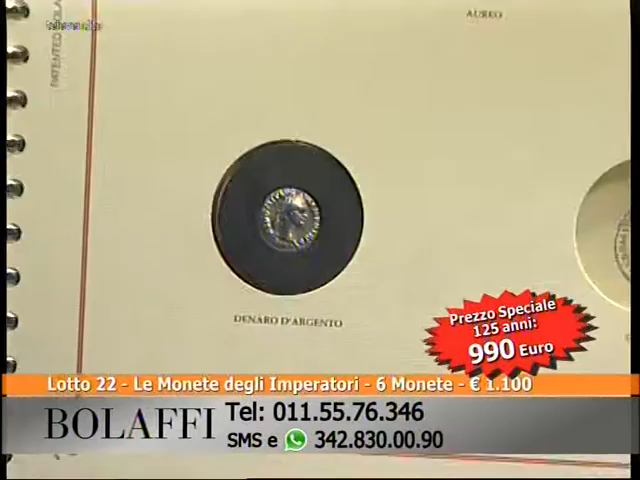 AUREO
PATENTED
DENARO D'ARGENTO
Prezzo Speciale
125 anni:
990 Euro
Lotto 22 - Le Monete degli Imperatori - 6 Monete - € 1.100
BOLAFFI
Tel: 011.55.76.346
SMS e 342.830.00.90